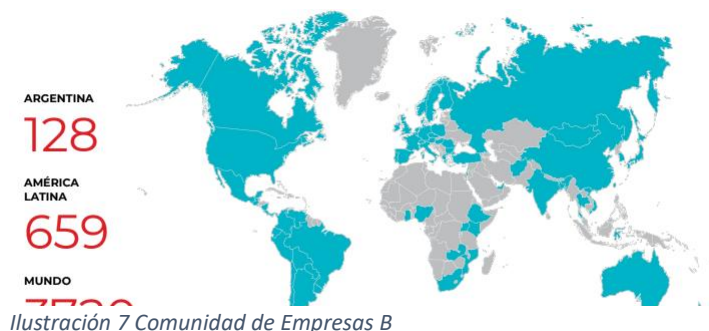 ARGENTINA
128
AMÉRICA
LATINA
659
MUNDO
Ilustración 7 Comunidad de Empresas B